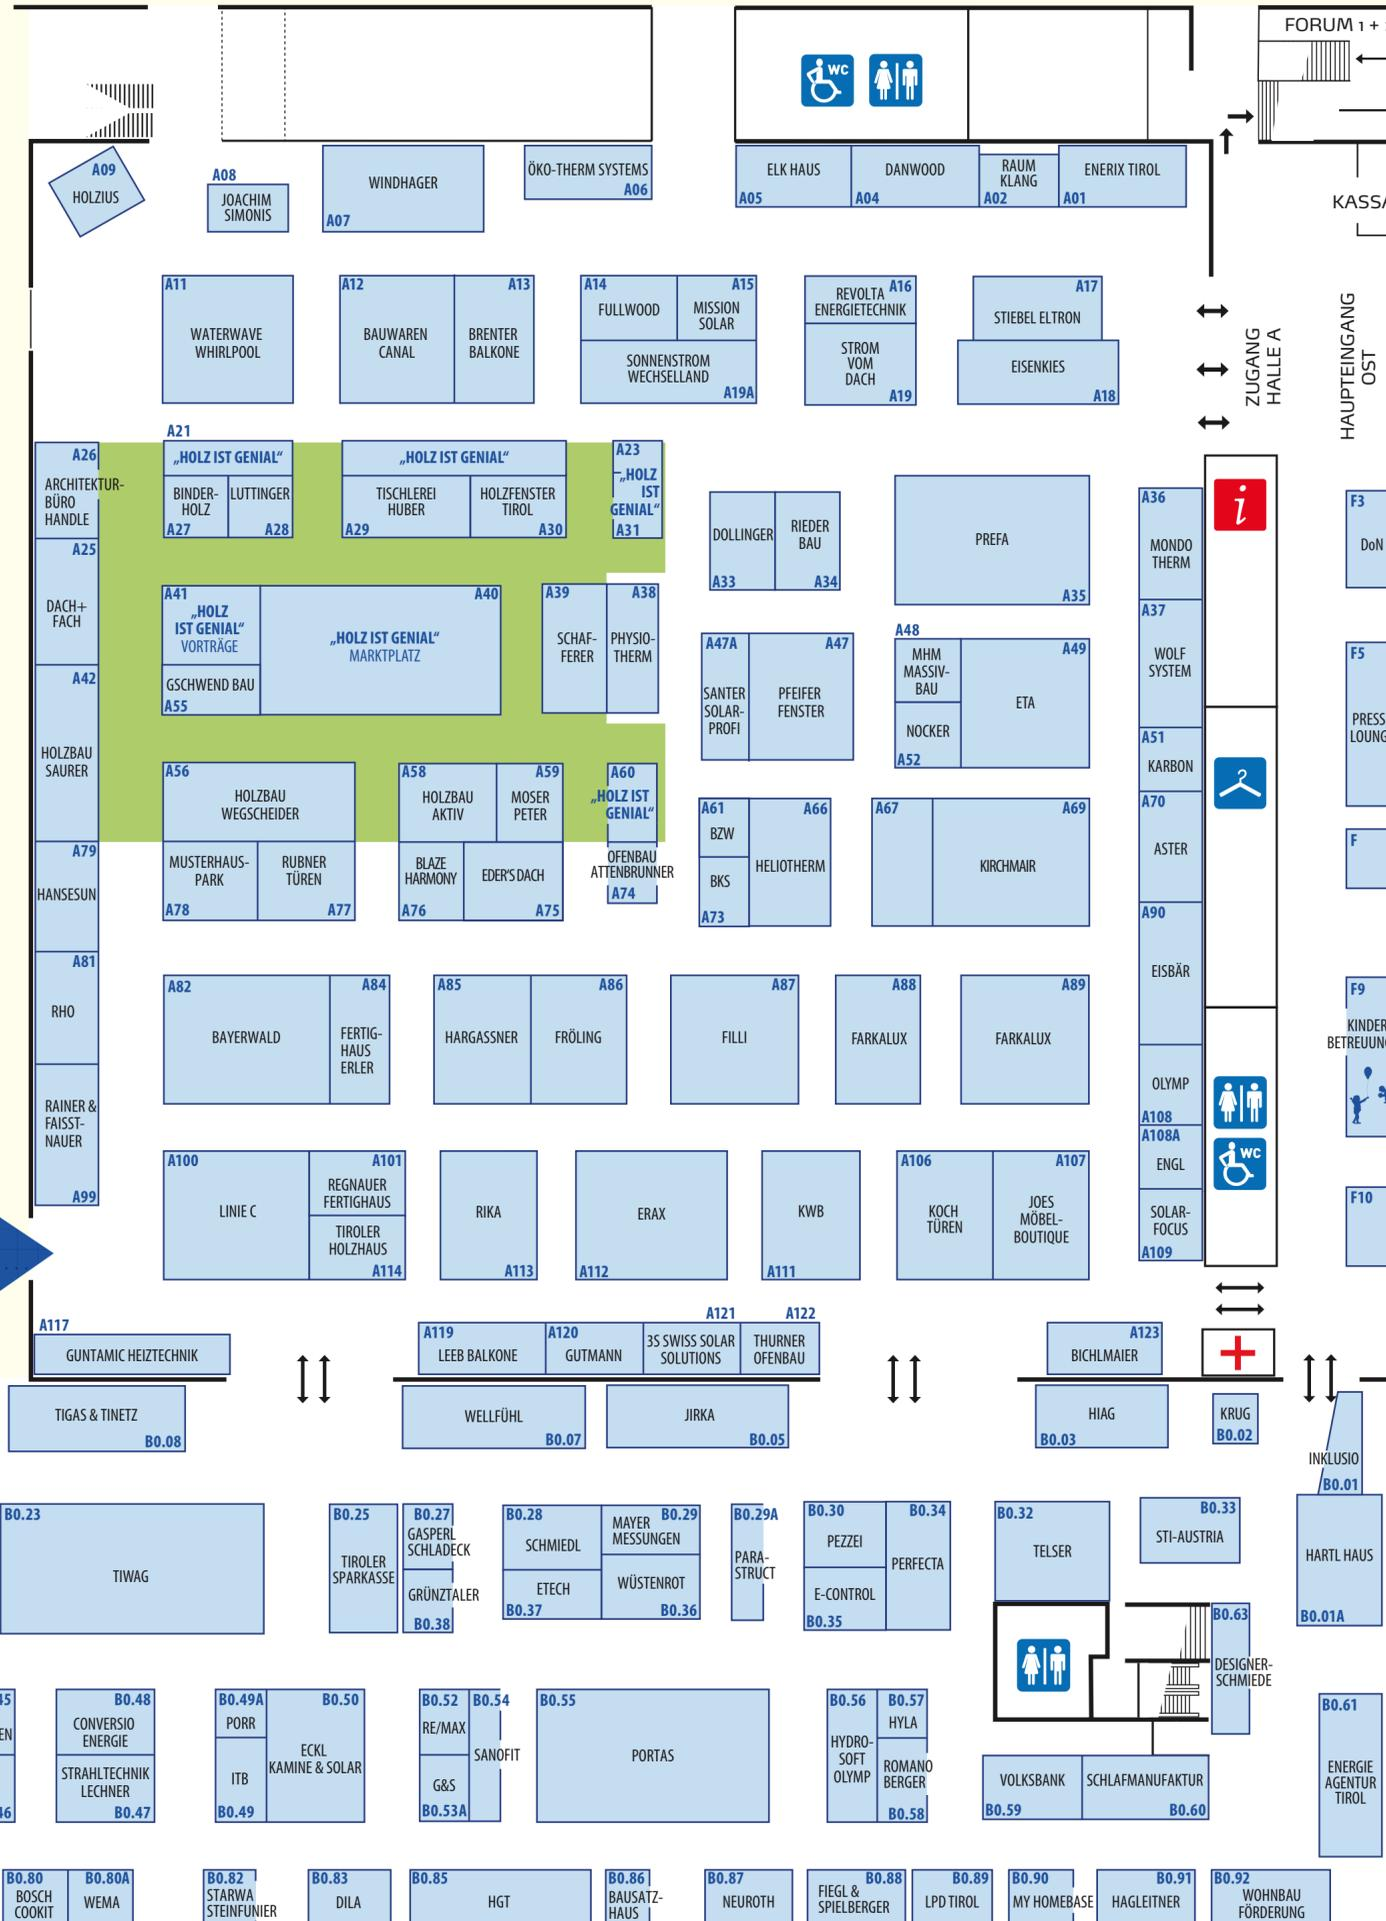 FORUM 1 +
WC
A09
HOLZIUS
A08
JOACHIM
SIMONIS
WINDHAGER
A07
ÖKO-THERM SYSTEMS
A06
ELK HAUS
A05
DANWOOD
A04
RAUM
KLANG
A02
ENERIX TIROL
A01
KASSA
A11
WATERWAVE
WHIRLPOOL
A12
BAUWAREN
CANAL
A13
BRENTER
BALKONE
A14
FULLWOOD
A15
MISSION
SOLAR
SONNENSTROM
WECHSELLAND
A19A
A16
REVOLTA
ENERGIETECHNIK
STROM
VOM
DACH
A19
A17
STIEBEL ELTRON
EISENKIES
A18
ZUGANG
HALLE A
HAUPTEINGANG
OST
A26
ARCHITEKTUR-
BÜRO
HANDLE
A21
„HOLZ IST GENIAL“
BINDER-
HOLZ
A27
LUTTINGER
A28
„HOLZ IST GENIAL“
TISCHLEREI
HUBER
A29
HOLZFENSTER
TIROL
A30
A23
„HOLZ
IST
GENIAL“
A31
DOLLINGER
A33
RIEDER
BAU
A34
PREFA
A35
A36
MONDO
THERM
i
F3
DoN
A25
DACH+
FACH
A41
„HOLZ
IST GENIAL“
VORTRÄGE
GSCHWEND BAU
A55
A40
„HOLZ IST GENIAL“
MARKTPLATZ
A39
SCHAF-
FERER
A38
PHYSIO-
THERM
A47A
SANTER
SOLAR-
PROFI
A47
PFEIFER
FENSTER
A48
MHM
MASSIV-
BAU
NOCKER
A52
A49
ETA
A37
WOLF
SYSTEM
F5
PRESS
LOUNG
A42
HOLZBAU
SAURER
A51
KARBON
A56
HOLZBAU
WEGSCHEIDER
A58
HOLZBAU
AKTIV
A59
MOSER
PETER
A60
„HOLZ IST
GENIAL“
A61
BZW
BKS
A73
A66
HELIOTHERM
A67
A69
KIRCHMAIR
A70
ASTER
F
A79
HANSESUN
MUSTERHAUS-
PARK
A78
RUBNER
TÜREN
A77
BLAZE
HARMONY
A76
EDER'S DACH
A75
OFENBAU
ATTENBRUNNER
A74
A90
EISBÄR
A81
RHO
A82
BAYERWALD
A84
FERTIG-
HAUS
ERLER
A85
HARGASSNER
A86
FRÖLING
A87
FILLI
A88
FARKALUX
A89
FARKALUX
F9
KINDER
BETREUUNG
RAINER &
FAISST-
NAUER
A99
OLYMP
A108
A108A
ENGL
WC
SOLAR-
FOCUS
A109
A100
LINIE C
A101
REGNAUER
FERTIGHAUS
TIROLER
HOLZHAUS
A114
RIKA
A113
ERAX
A112
KWB
A111
A106
KOCH
TÜREN
A107
JOES
MÖBEL-
BOUTIQUE
F10
A117
GUNTAMIC HEIZTECHNIK
A119
LEEB BALKONE
A120
GUTMANN
A121
3S SWISS SOLAR
SOLUTIONS
A122
THURNER
OFENBAU
A123
BICHLMAIER
TIGAS & TINETZ
B0.08
WELLFÜHL
B0.07
JIRKA
B0.05
HIAG
B0.03
KRUG
B0.02
INKLUSIO
B0.01
B0.23
TIWAG
B0.25
TIROLER
SPARKASSE
B0.27
GASPERL
SCHLADECK
GRÜNZTALER
B0.38
B0.28
SCHMIEDL
ETECH
B0.37
B0.29
MAYER
MESSUNGEN
WÜSTENROT
B0.36
B0.29A
PARA-
STRUCT
B0.30
PEZZEI
E-CONTROL
B0.35
B0.34
PERFECTA
B0.32
TELSER
B0.33
STI-AUSTRIA
HARTL HAUS
B0.01A
B0.63
DESIGNER-
SCHMIEDE
45
EN
46
B0.48
CONVERSIO
ENERGIE
STRAHLTECHNIK
LECHNER
B0.47
B0.49A
PORR
ITB
B0.49
B0.50
ECKL
KAMINE & SOLAR
B0.52
RE/MAX
G&S
B0.53A
B0.54
SANOFIT
B0.55
PORTAS
B0.56
HYDRO-
SOFT
OLYMP
B0.57
HYLA
ROMANO
BERGER
B0.58
VOLKSBANK
B0.59
SCHLAFMANUFAKTUR
B0.60
B0.61
ENERGIE
AGENTUR
TIROL
B0.80
BOSCH
COOKIT
B0.80A
WEMA
B0.82
STARWA
STEINFUNIER
B0.83
DILA
B0.85
HGT
B0.86
BAUSATZ-
HAUS
B0.87
NEUROTH
B0.88
FIEGL &
SPIELBERGER
B0.89
LPD TIROL
B0.90
MY HOMEBASE
B0.91
HAGLEITNER
B0.92
WOHNBAU
FÖRDERUNG